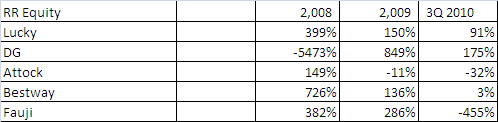 RR Equity 2,008 2,009 3Q 2010
Lucky 399% 150% 91%
DG -5473% 849% 175%
Attock 149% -11% -32%
Bestway 726% 136% 3%
Fauji 382% 286% -455%